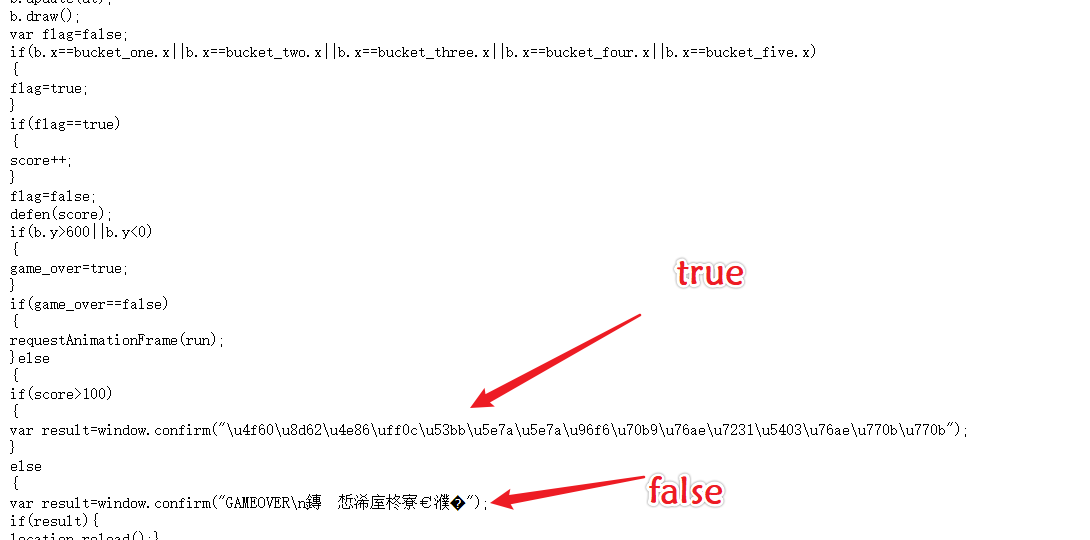 b.update(dt);
b.draw();
var flag=false;
if(b.x==bucket_one.x||b.x==bucket_two.x||b.x==bucket_three.x||b.x==bucket_four.x||b.x==bucket_five.x)
{
flag=true;
}
if(flag==true)
{
score++;
}
flag=false;
defen(score);
if(b.y>600||b.y<0)
{
game_over=true;
}
if(game_over==false)
{
requestAnimationFrame(run);
}else
{
if(score>100)
{
var result=window.confirm("\u4f60\u8d62\u4e86\uff0c\u53bb\u5e7a\u5e7a\u96f6\u70b9\u76ae\u7231\u5403\u76ae\u770b\u770b");
}
else
{
var result=window.confirm("GAMEOVER\n鏄 惁浠庢柊寮€濮�");
if(result){
location.reload();}
true
false